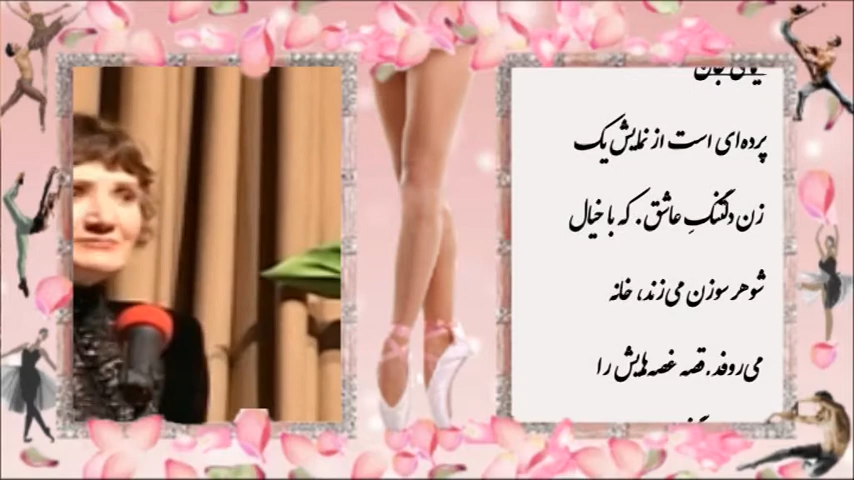 پرده‌ای است از نمایش یک
زن دلتنگِ عاشق. که با خیال
شوهر سوزن می‌زند، خانه
می‌روفد. قصه غصه‌هایش را